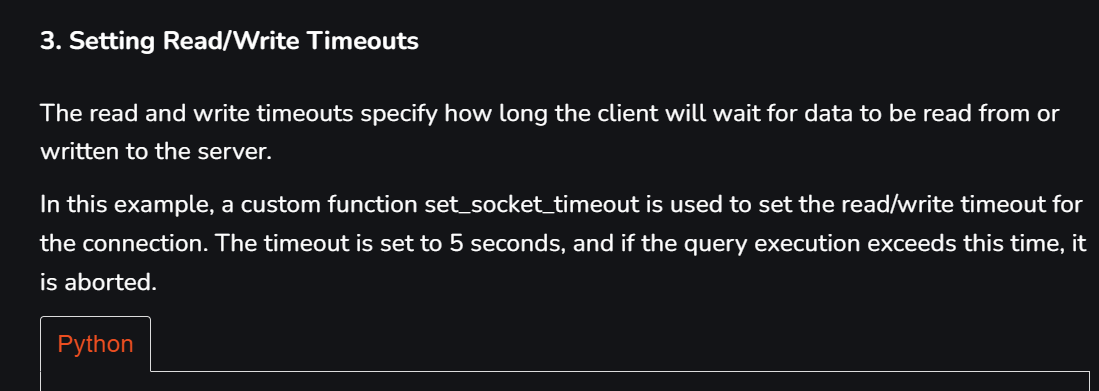 3. Setting Read/Write Timeouts
The read and write timeouts specify how long the client will wait for data to be read from or
written to the server.
In this example, a custom function set_socket_timeout is used to set the read/write timeout for
the connection. The timeout is set to 5 seconds, and if the query execution exceeds this time, it
is aborted.
Python